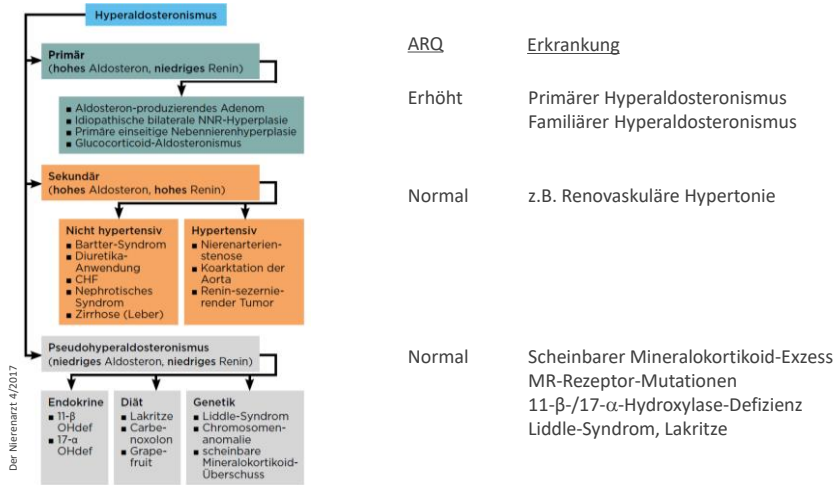 Hyperaldosteronismus
Primär
(hohes Aldosteron, niedriges Renin)
■ Aldosteron-produzierendes Adenom
■ Idiopathische bilaterale NNR-Hyperplasie
■ Primäre einseitige Nebennierenhyperplasie
■ Glucocorticoid-Aldosteronismus
Sekundär
(hohes Aldosteron, hohes Renin)
Nicht hypertensiv
■ Bartter-Syndrom
■ Diuretika-
Anwendung
■ CHF
■ Nephrotisches
Syndrom
■ Zirrhose (Leber)
Hypertensiv
■ Nierenarterien-
stenose
■ Koarktation der
Aorta
■ Renin-sezernie-
render Tumor
Pseudohyperaldosteronismus
(niedriges Aldosteron, niedriges Renin)
Endokrine
■ 11-β
OHdef
■ 17-α
OHdef
Diät
■ Lakritze
■ Carbe-
noxolon
■ Grape-
fruit
Genetik
■ Liddle-Syndrom
■ Chromosomen-
anomalie
■ scheinbare
Mineralokortikoid-
Überschuss
Der Nierenarzt 4/2017
ARQ Erkrankung
Erhöht Primärer Hyperaldosteronismus
Familiärer Hyperaldosteronismus
Normal z.B. Renovaskuläre Hypertonie
Normal Scheinbarer Mineralokortikoid-Exzess
MR-Rezeptor-Mutationen
11-β-/17-α-Hydroxylase-Defizienz
Liddle-Syndrom, Lakritze